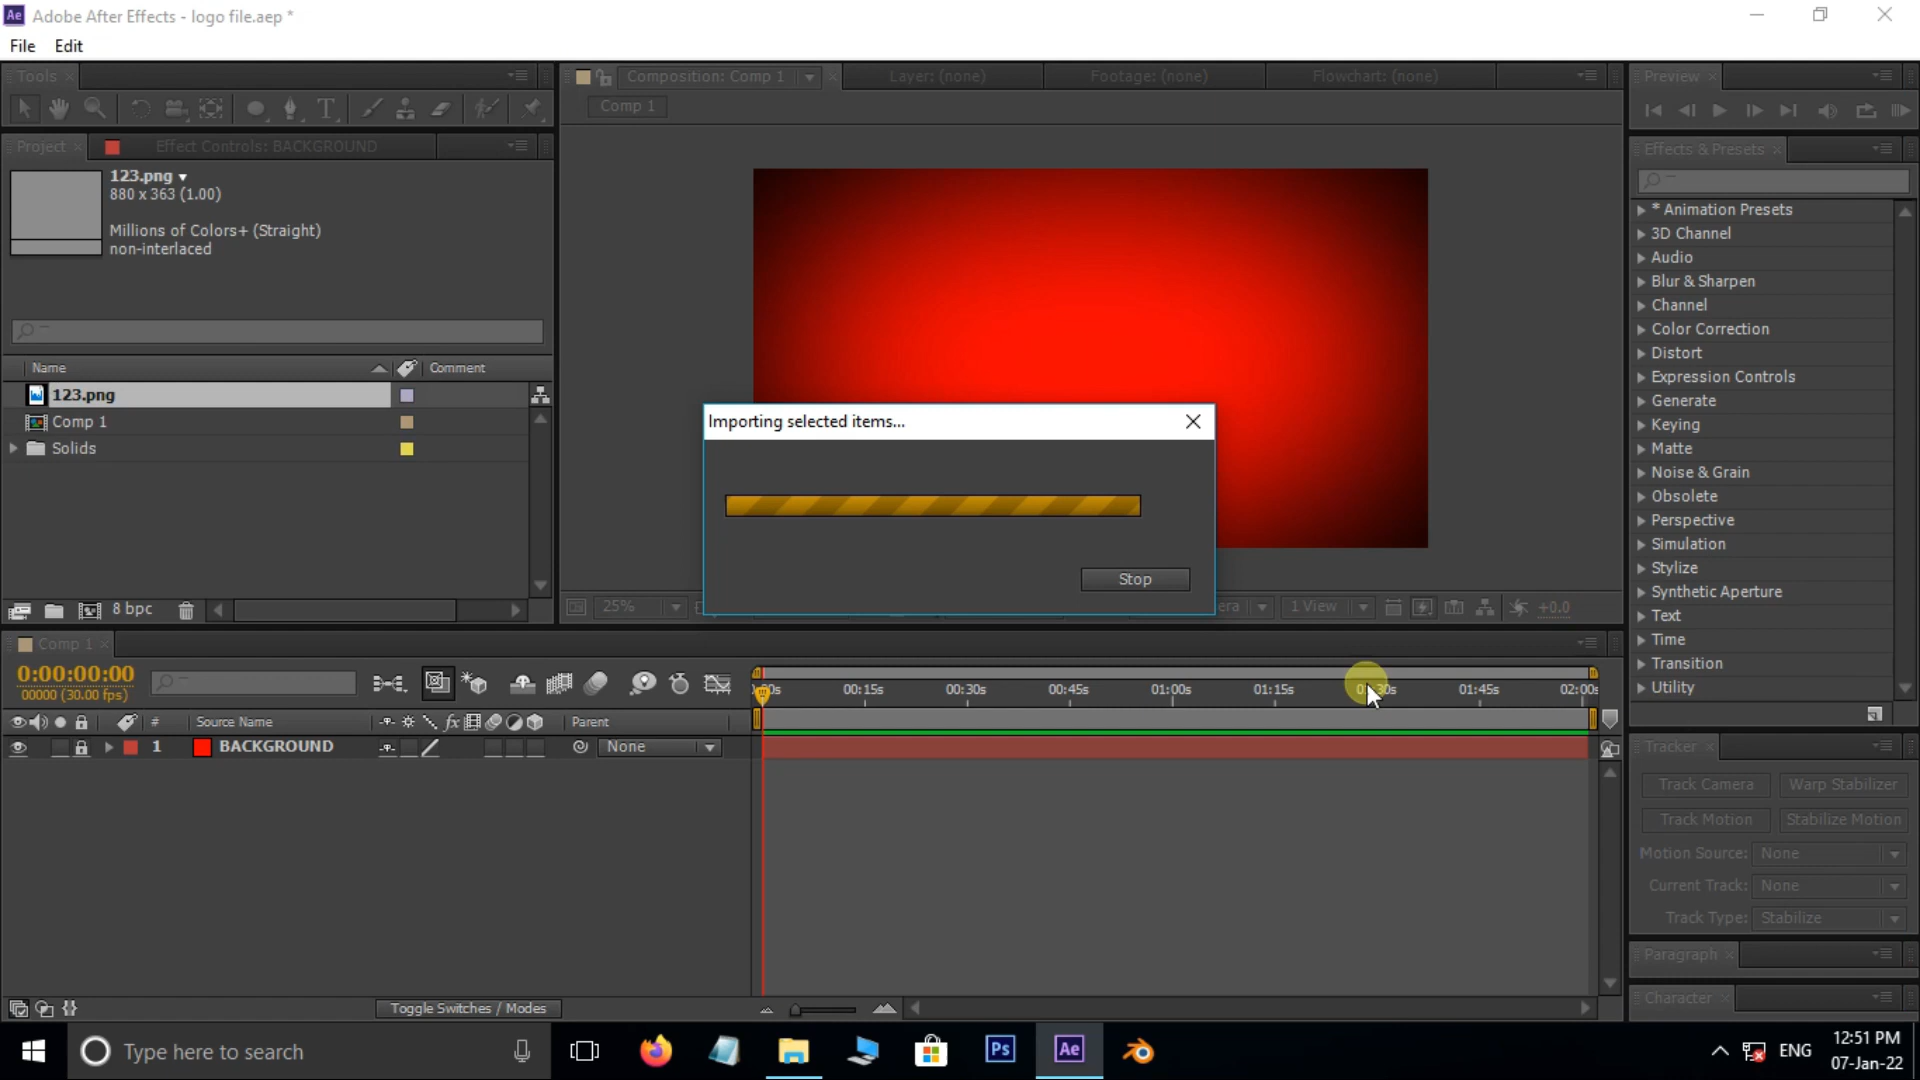 Adobe After Effects - logo file.aep *
File Edit
Tools
Composition: Comp 1
Layer: (none)
Footage: (none)
Flowchart: (none)
Preview
Comp 1
Project
Effect Controls: BACKGROUND
Effects & Presets
123.png
880 x 363 (1.00)
Millions of Colors+ (Straight)
non-interlaced
* Animation Presets
3D Channel
Audio
Blur & Sharpen
Channel
Color Correction
Distort
Expression Controls
Generate
Keying
Matte
Noise & Grain
Obsolete
Perspective
Simulation
Stylize
Synthetic Aperture
Text
Time
Transition
Utility
Name Comment
123.png
Comp 1
Solids
Importing selected items...
Stop
8 bpc
25%
era
1 View
+0.0
Comp 1
0:00:00:00
00000 (30.00 fps)
00:15s 00:30s 00:45s 01:00s 01:15s 01:45s 02:00s
# Source Name Parent
1 BACKGROUND None
Tracker
Track Camera Warp Stabilizer
Track Motion Stabilize Motion
Motion Source: None
Current Track: None
Track Type: Stabilize
Paragraph
Character
Toggle Switches / Modes
Type here to search
Ps
Ae
ENG
12:51 PM
07-Jan-22